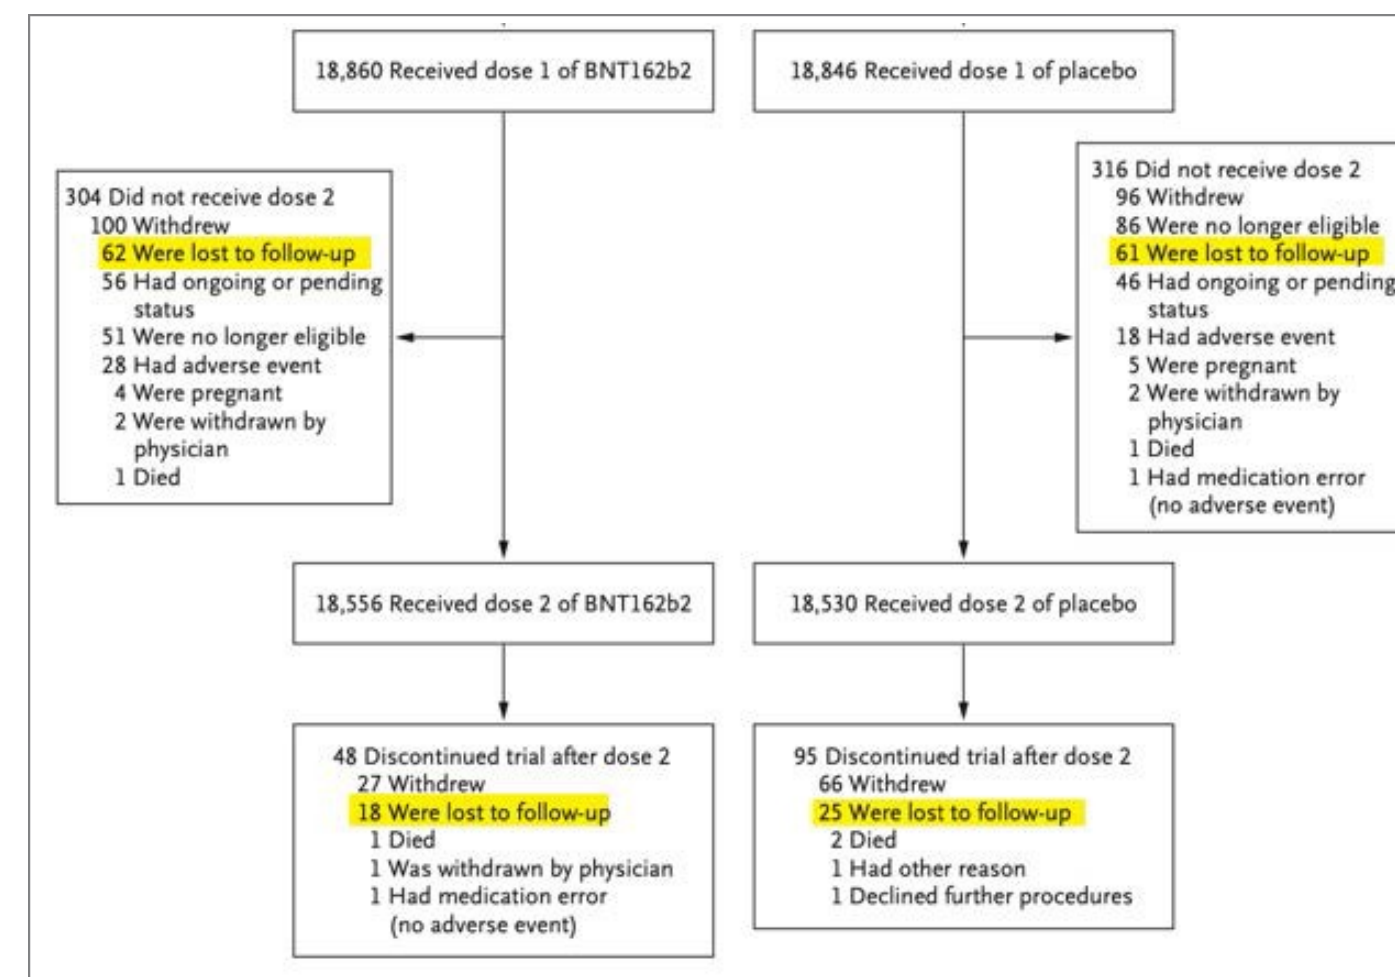 18,860 Received dose 1 of BNT162b2
18,846 Received dose 1 of placebo
304 Did not receive dose 2
100 Withdrew
62 Were lost to follow-up
56 Had ongoing or pending
status
51 Were no longer eligible
28 Had adverse event
4 Were pregnant
2 Were withdrawn by
physician
1 Died
316 Did not receive dose 2
96 Withdrew
86 Were no longer eligible
61 Were lost to follow-up
46 Had ongoing or pending
status
18 Had adverse event
5 Were pregnant
2 Were withdrawn by
physician
1 Died
1 Had medication error
(no adverse event)
18,556 Received dose 2 of BNT162b2
18,530 Received dose 2 of placebo
48 Discontinued trial after dose 2
27 Withdrew
18 Were lost to follow-up
1 Died
1 Was withdrawn by physician
1 Had medication error
(no adverse event)
95 Discontinued trial after dose 2
66 Withdrew
25 Were lost to follow-up
2 Died
1 Had other reason
1 Declined further procedures